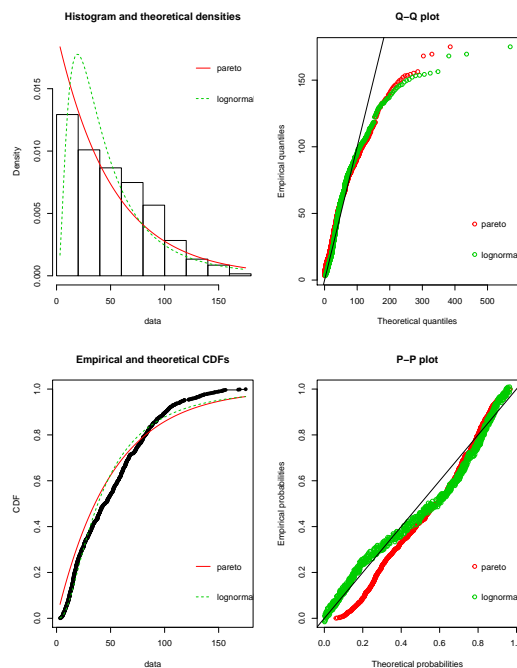 Histogram and theoretical densities
pareto
lognorma
Density
0.000
0.005
0.010
0.015
0
50
100
150
data
Q−Q plot
Empirical quantiles
0
50
100
150
pareto
lognorma
0
100
200
300
400
500
Theoretical quantiles
Empirical and theoretical CDFs
CDF
0.0
0.2
0.4
0.6
0.8
1.0
pareto
lognorma
0
50
100
150
data
P−P plot
Empirical probabilities
0.0
0.2
0.4
0.6
0.8
1.0
pareto
lognorma
0.0
0.2
0.4
0.6
0.8
1.0
Theoretical probabilities